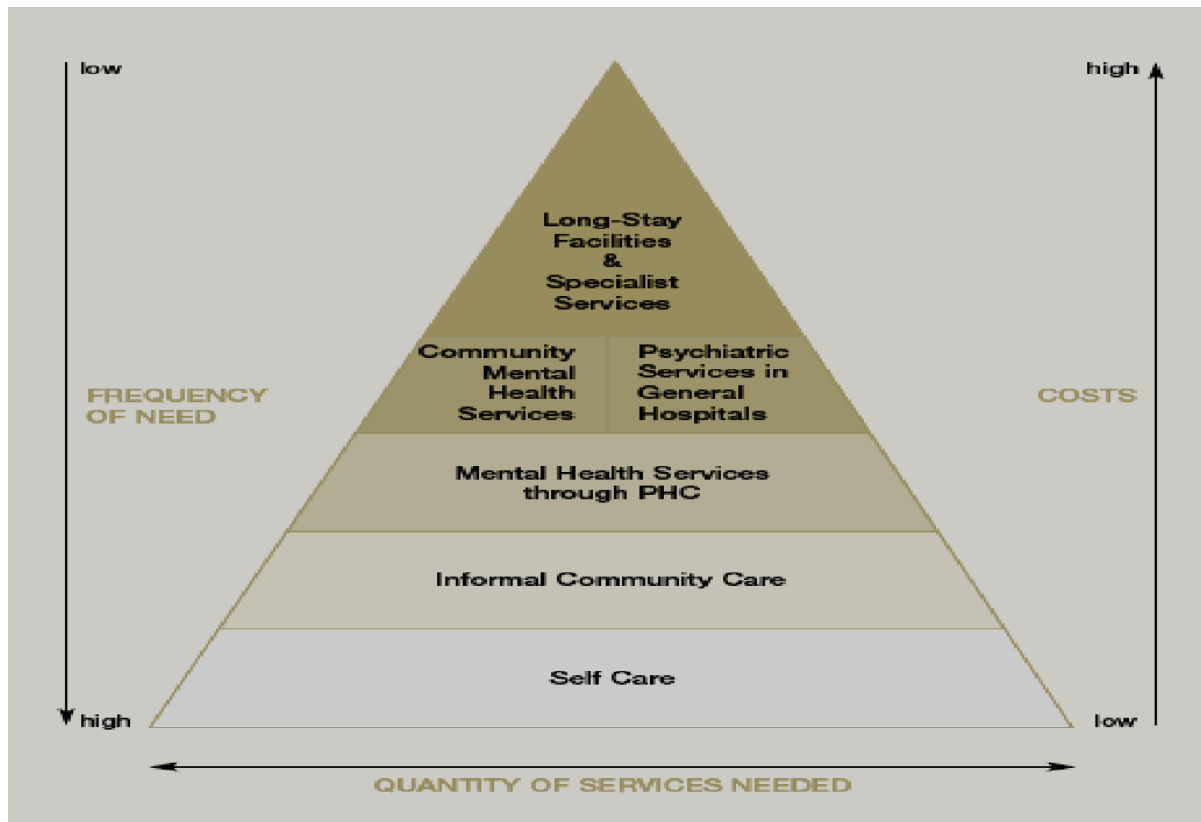 low
high
Long-Stay
Facilities
&
Specialist
Services
Community
Mental
Health
Services
Psychiatric
Services in
General
Hospitals
FREQUENCY
OF NEED
COSTS
Mental Health Services
through PHC
Informal Community Care
Self Care
high
low
QUANTITY OF SERVICES NEEDED